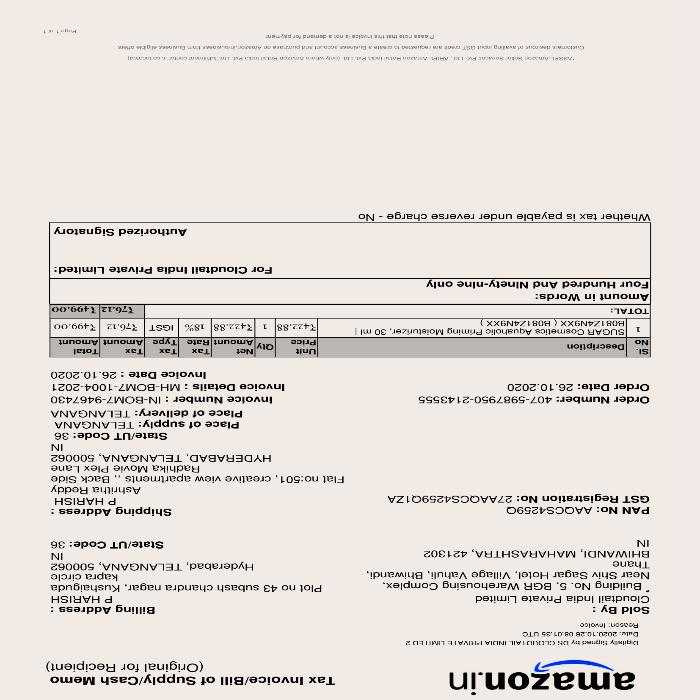 amazon.in
Tax Invoice/Bill of Supply/Cash Memo
(Original for Recipient)
Digitally Signed by DS CLOUDTAIL INDIA PRIVATE LIMITED 2
Date: 2020.10.26 08:01:35 UTC
Reason: Invoice
Sold By :
Cloudtail India Private Limited
* Building No. 5, BGR Warehousing Complex,
Near Shiv Sagar Hotel, Village Vahuli, Bhiwandi,
Thane
BHIWANDI, MAHARASHTRA, 421302
IN
Billing Address :
P HARISH
Plot no 43 subash chandra nagar, Kushaiguda
kapra circle
Hyderabad, TELANGANA, 500062
IN
State/UT Code: 36
PAN No: AAQCS4259Q
GST Registration No: 27AAQCS4259Q1ZA
Shipping Address :
P HARISH
Ashritha Reddy
Flat no:501, creative view apartments ,, Back Side
Radhika Movie Plex Lane
HYDERABAD, TELANGANA, 500062
IN
State/UT Code: 36
Place of supply: TELANGANA
Place of delivery: TELANGANA
Order Number: 407-5987950-2143555
Order Date: 26.10.2020
Invoice Number : IN-BOM7-9467430
Invoice Details : MH-BOM7-1004-2021
Invoice Date : 26.10.2020
Sl. No Description Unit Price Qty Net Amount Tax Rate Tax Type Tax Amount Total Amount
1 SUGAR Cosmetics Aquaholic Priming Moisturizer, 30 ml | B081Z4N9XX ( B081Z4N9XX ) ₹422.88 1 ₹422.88 18% IGST ₹76.12 ₹499.00
TOTAL: ₹76.12 ₹499.00
Amount in Words:
Four Hundred And Ninety-nine only
For Cloudtail India Private Limited:
Authorized Signatory
Whether tax is payable under reverse charge - No
*ASSPL-Amazon Seller Services Pvt. Ltd., ARIPL-Amazon Retail India Pvt. Ltd. (only where Amazon Retail India Pvt. Ltd. fulfillment center is co-located)
Customers desirous of availing input GST credit are requested to create a Business account and purchase on Amazon.in/business from Business eligible offers
Please note that this invoice is not a demand for payment
Page 1 of 1